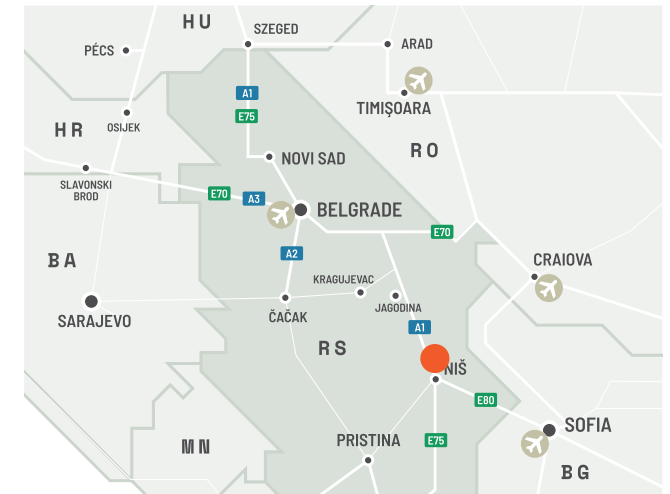 HU
SZEGED
PÉCS
ARAD
A1
TIMIŞOARA
E75
OSIJEK
HR
RO
NOVI SAD
SLAVONSKI
BROD
E70
A3
BELGRADE
E70
A2
BA
CRAIOVA
KRAGUJEVAC
JAGODINA
SARAJEVO
ČAČAK
A1
RS
NIŠ
E80
SOFIA
PRISTINA
E75
MN
BG